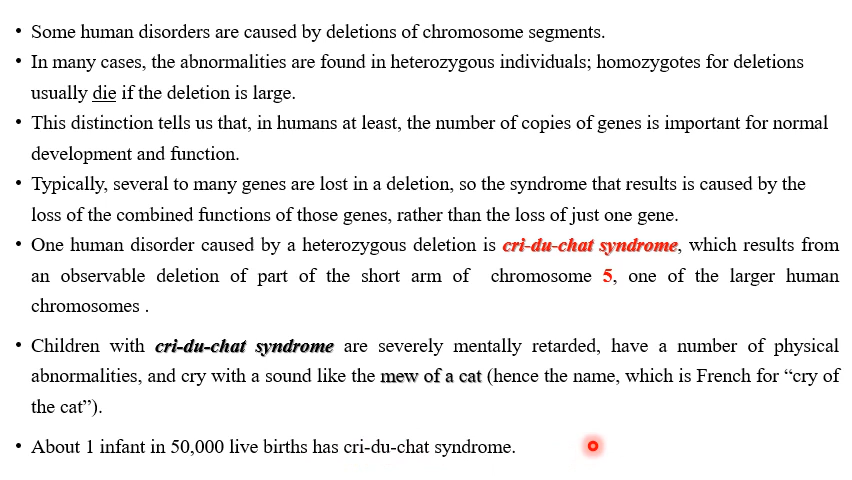 • Some human disorders are caused by deletions of chromosome segments.
• In many cases, the abnormalities are found in heterozygous individuals; homozygotes for deletions
usually die if the deletion is large.
• This distinction tells us that, in humans at least, the number of copies of genes is important for normal
development and function.
• Typically, several to many genes are lost in a deletion, so the syndrome that results is caused by the
loss of the combined functions of those genes, rather than the loss of just one gene.
• One human disorder caused by a heterozygous deletion is cri-du-chat syndrome, which results from
an observable deletion of part of the short arm of chromosome 5, one of the larger human
chromosomes .
• Children with cri-du-chat syndrome are severely mentally retarded, have a number of physical
abnormalities, and cry with a sound like the mew of a cat (hence the name, which is French for “cry of
the cat”).
• About 1 infant in 50,000 live births has cri-du-chat syndrome.